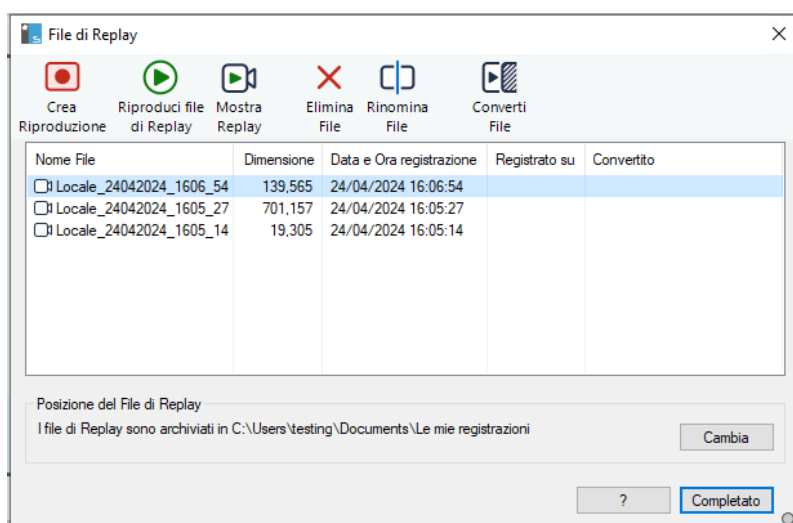 File di Replay
Crea Riproduzione
Riproduci file di Replay
Mostra Replay
Elimina File
Rinomina File
Converti File
Nome File Dimensione Data e Ora registrazione Registrato su Convertito
Locale_24042024_1606_54 139,565 24/04/2024 16:06:54
Locale_24042024_1605_27 701,157 24/04/2024 16:05:27
Locale_24042024_1605_14 19,305 24/04/2024 16:05:14
Posizione del File di Replay
I file di Replay sono archiviati in C:\Users\testing\Documents\Le mie registrazioni
Cambia
? Completato